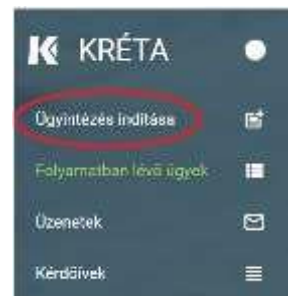 KRÉTA
Ügyintézés indítása
Folyamatban lévő ügyek
Üzenetek
Kérdőívek